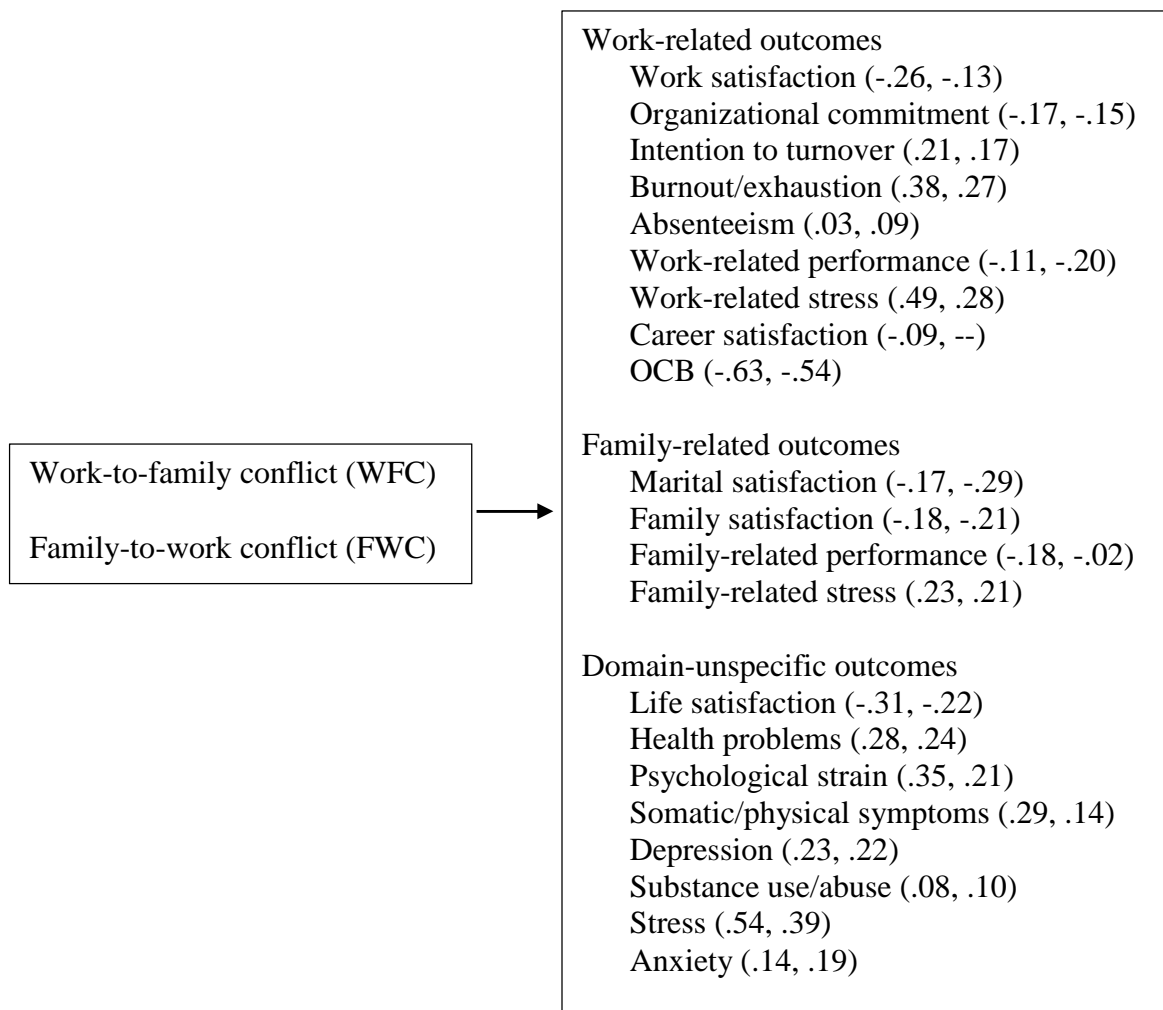 Work-related outcomes
Work satisfaction (-.26, -.13)
Organizational commitment (-.17, -.15)
Intention to turnover (.21, .17)
Burnout/exhaustion (.38, .27)
Absenteeism (.03, .09)
Work-related performance (-.11, -.20)
Work-related stress (.49, .28)
Career satisfaction (-.09, --)
OCB (-.63, -.54)
Work-to-family conflict (WFC)
Family-to-work conflict (FWC)
Family-related outcomes
Marital satisfaction (-.17, -.29)
Family satisfaction (-.18, -.21)
Family-related performance (-.18, -.02)
Family-related stress (.23, .21)
Domain-unspecific outcomes
Life satisfaction (-.31, -.22)
Health problems (.28, .24)
Psychological strain (.35, .21)
Somatic/physical symptoms (.29, .14)
Depression (.23, .22)
Substance use/abuse (.08, .10)
Stress (.54, .39)
Anxiety (.14, .19)